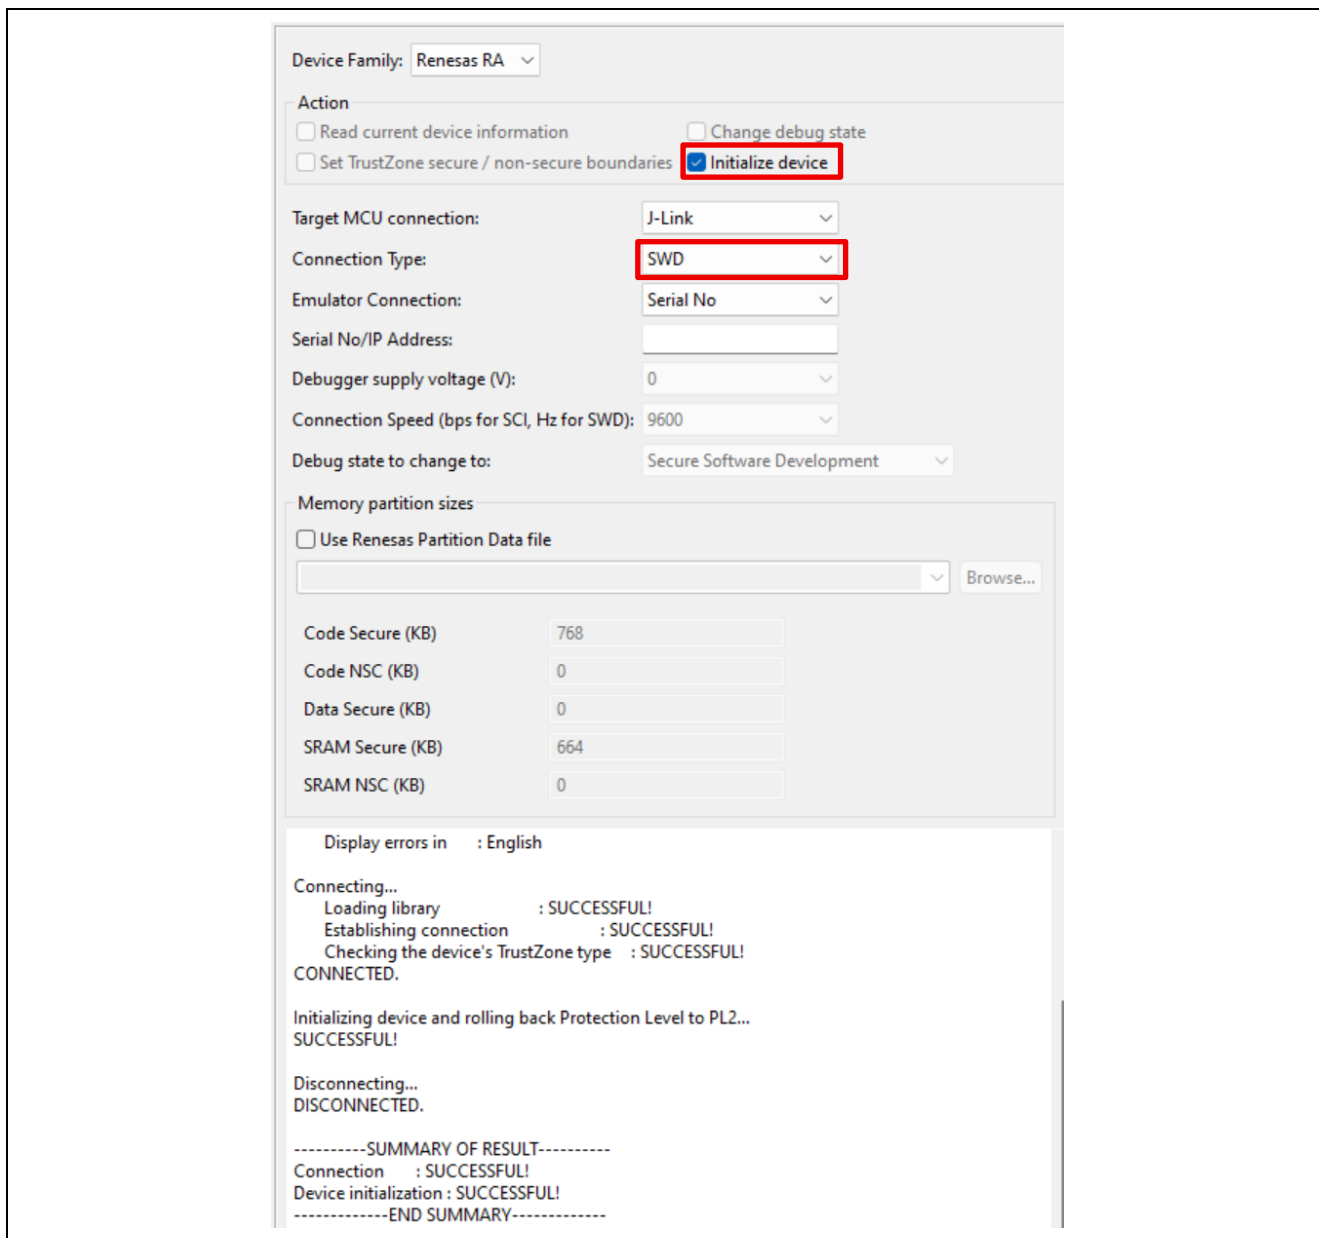 Device Family: Renesas RA
Action
Read current device information Change debug state
Set TrustZone secure / non-secure boundaries Initialize device
Target MCU connection: J-Link
Connection Type: SWD
Emulator Connection: Serial No
Serial No/IP Address:
Debugger supply voltage (V): 0
Connection Speed (bps for SCI, Hz for SWD): 9600
Debug state to change to: Secure Software Development
Memory partition sizes
Use Renesas Partition Data file
Browse...
Code Secure (KB) 768
Code NSC (KB) 0
Data Secure (KB) 0
SRAM Secure (KB) 664
SRAM NSC (KB) 0
Display errors in : English
Connecting...
Loading library : SUCCESSFUL!
Establishing connection : SUCCESSFUL!
Checking the device's TrustZone type : SUCCESSFUL!
CONNECTED.
Initializing device and rolling back Protection Level to PL2...
SUCCESSFUL!
Disconnecting...
DISCONNECTED.
----------SUMMARY OF RESULT----------
Connection : SUCCESSFUL!
Device initialization : SUCCESSFUL!
-------------END SUMMARY-------------